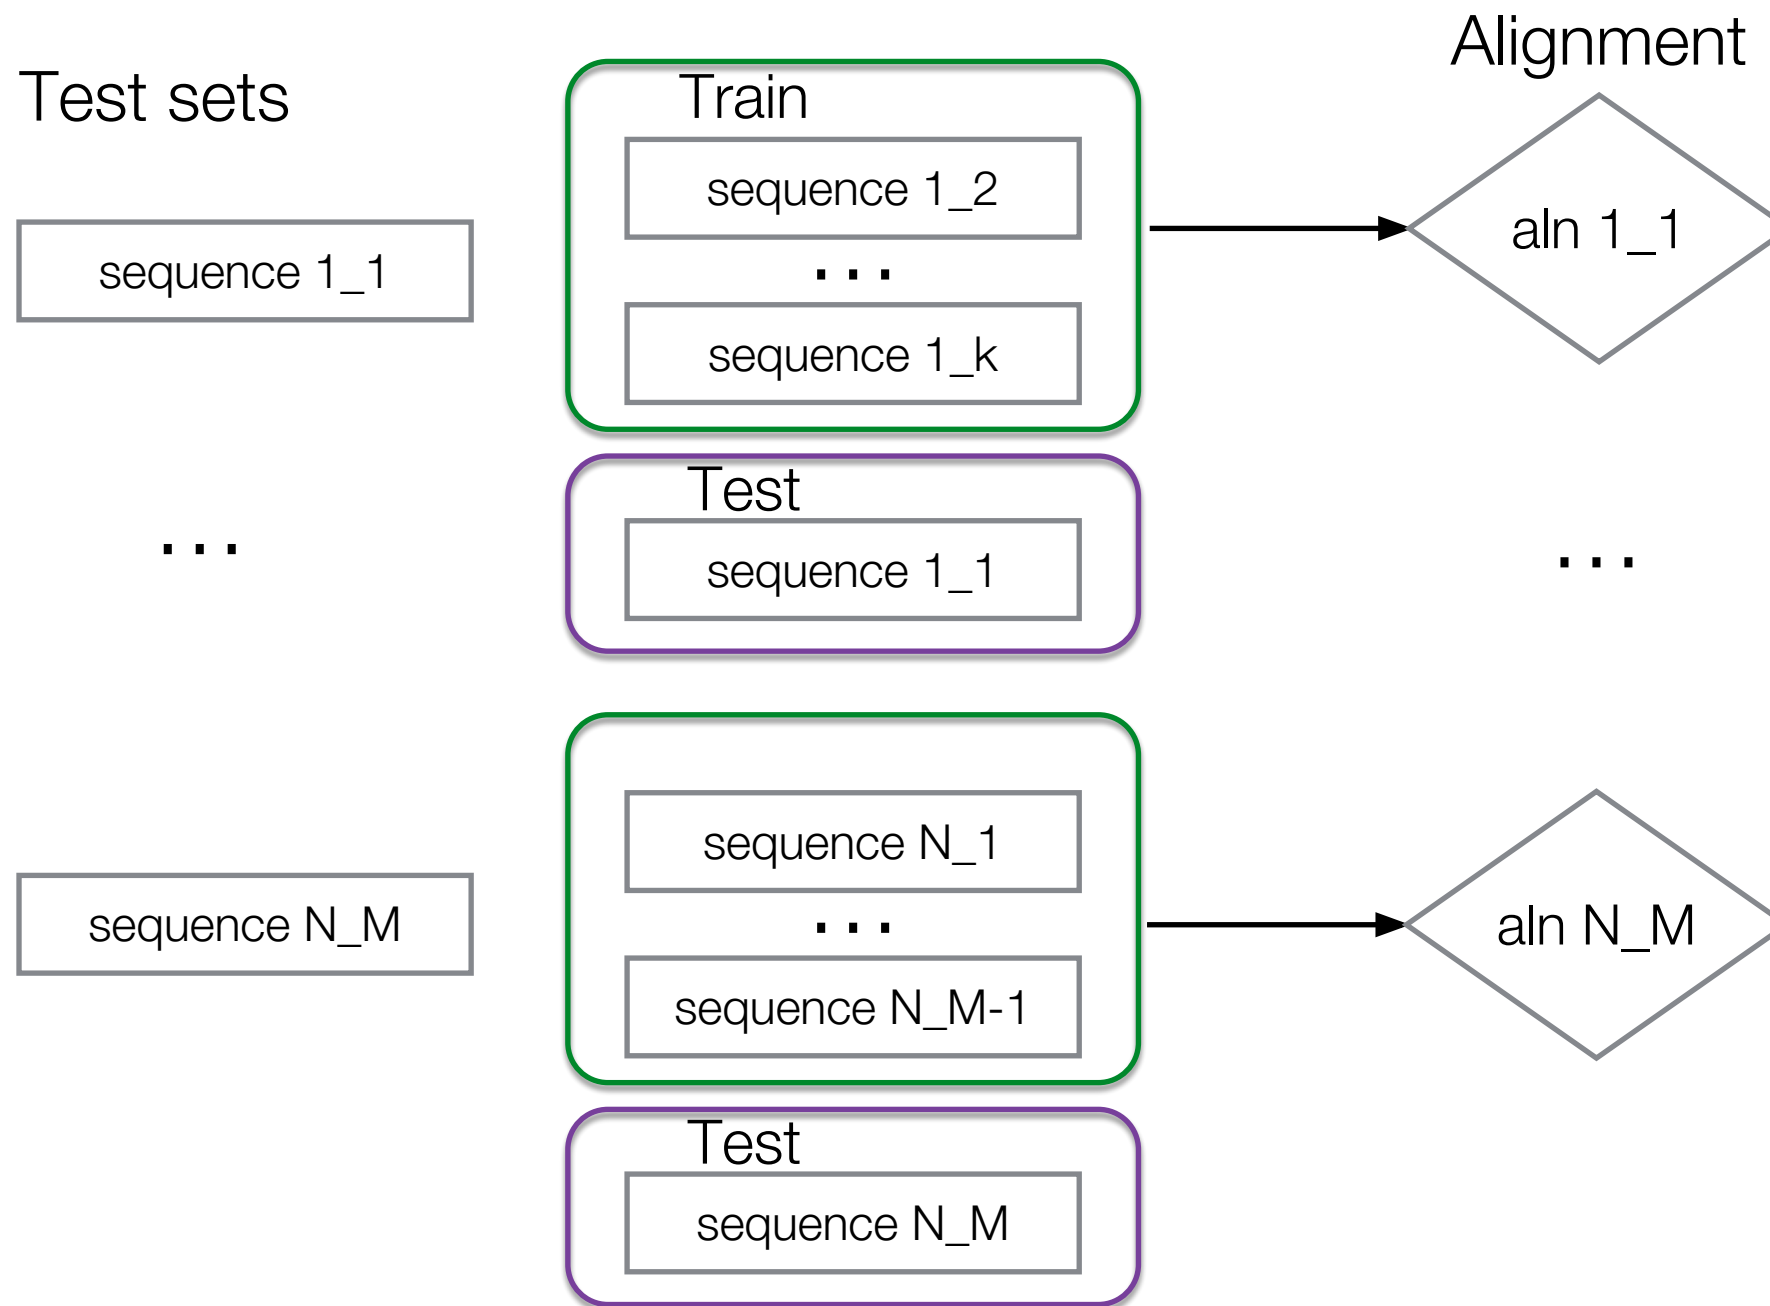 Test sets
sequence 1_1
...
sequence N_M
Train
sequence 1_2
...
sequence 1_k
Test
sequence 1_1
sequence N_1
...
sequence N_M-1
Test
sequence N_M
Alignment
aln 1_1
...
aln N_M